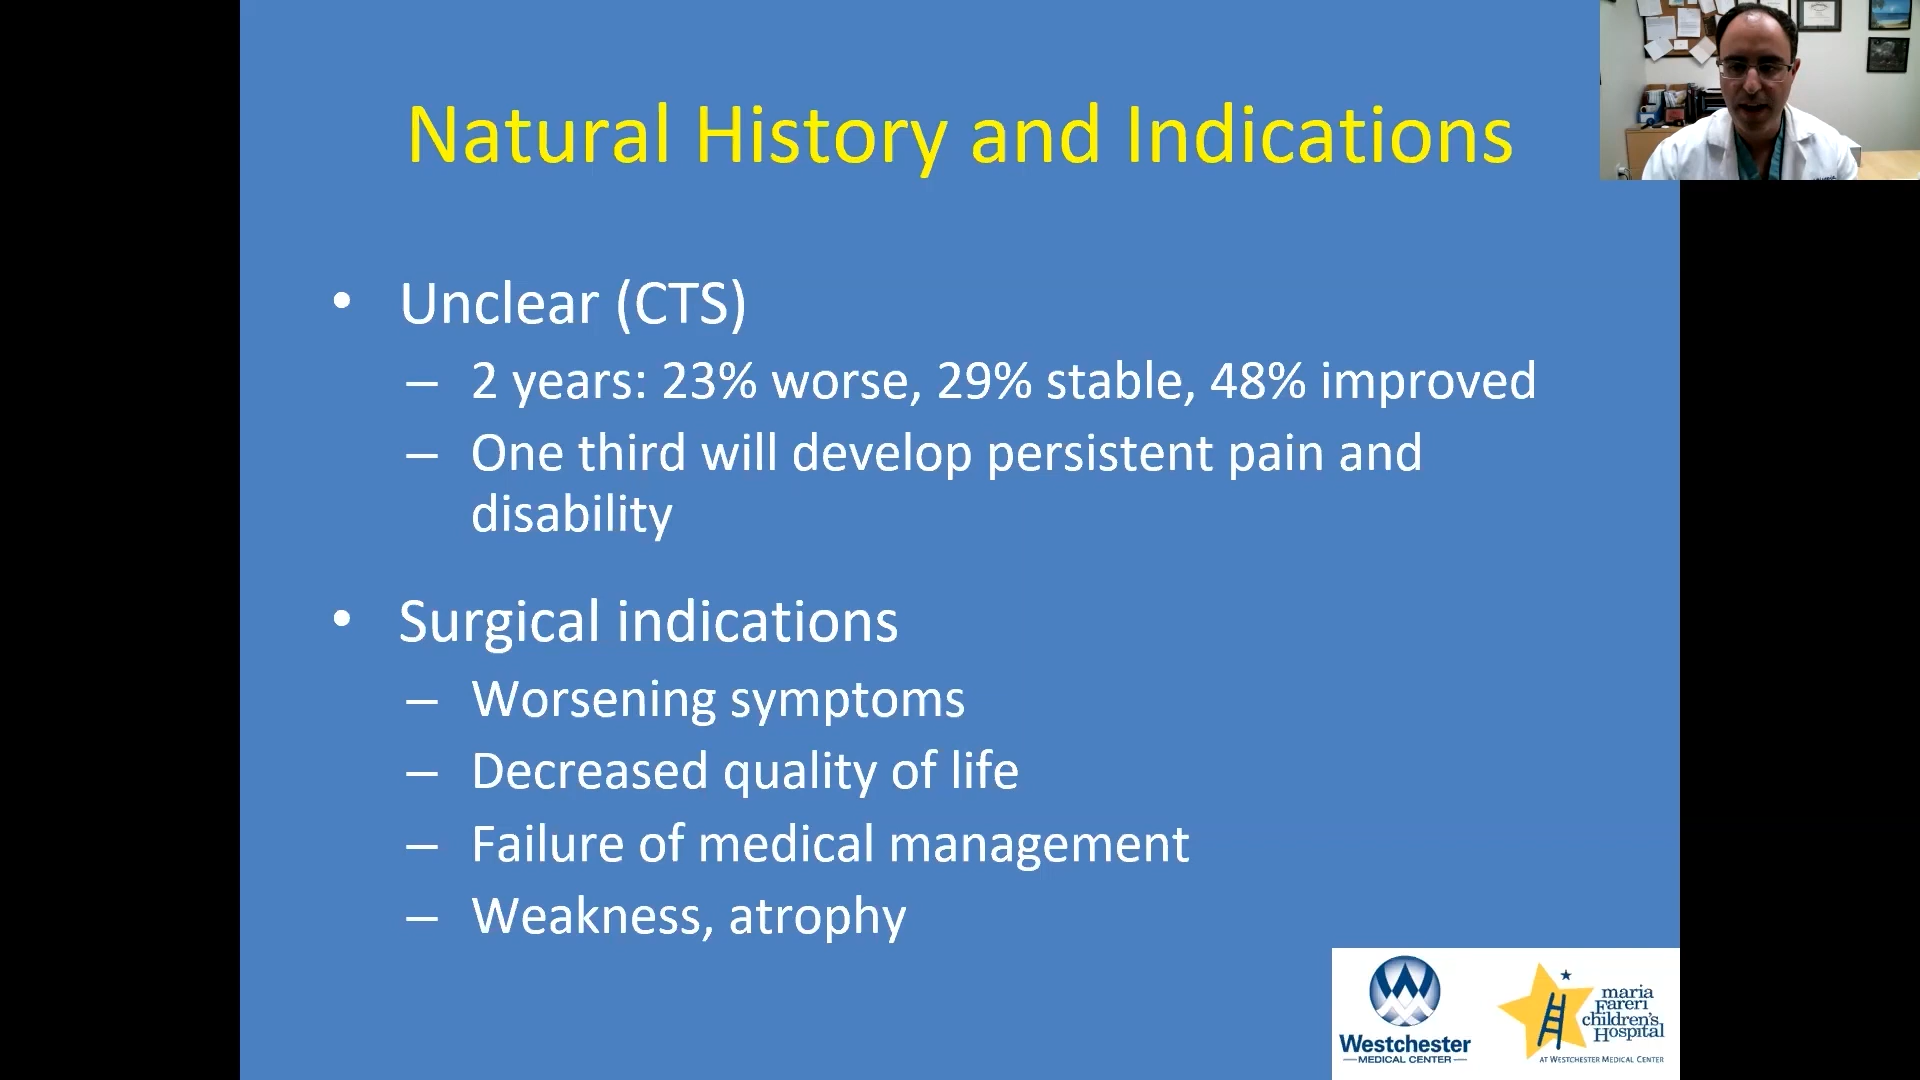 Natural History and Indications
• Unclear (CTS)
– 2 years: 23% worse, 29% stable, 48% improved
– One third will develop persistent pain and
disability
• Surgical indications
– Worsening symptoms
– Decreased quality of life
– Failure of medical management
– Weakness, atrophy
Westchester
MEDICAL CENTER
maria
Fareri
children's
Hospital
AT WESTCHESTER MEDICAL CENTER